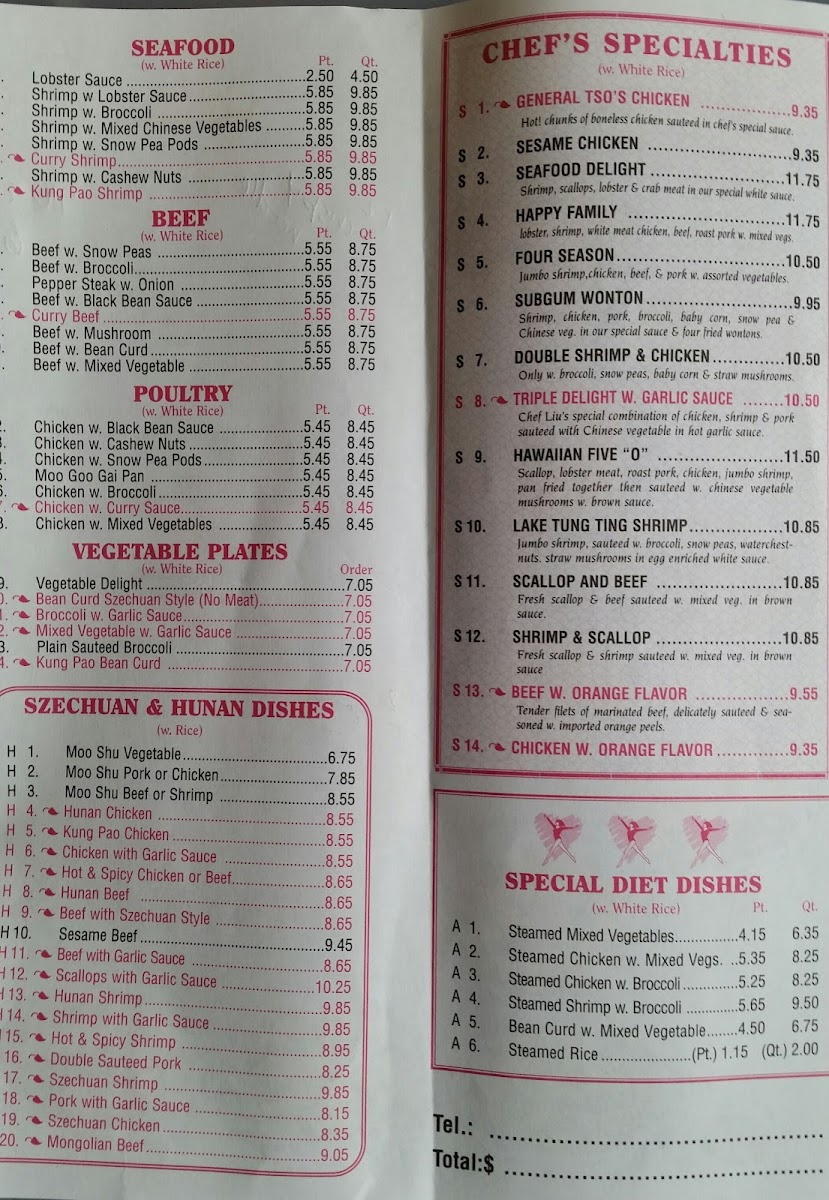 SEAFOOD
(w. White Rice) Pt. Qt.
. Lobster Sauce ....2.50 4.50
. Shrimp w Lobster Sauce....5.85 9.85
. Shrimp w. Broccoli ....5.85 9.85
. Shrimp w. Mixed Chinese Vegetables ....5.85 9.85
. Shrimp w. Snow Pea Pods ....5.85 9.85
. Curry Shrimp....5.85 9.85
. Shrimp w. Cashew Nuts ....5.85 9.85
. Kung Pao Shrimp ....5.85 9.85
BEEF
(w. White Rice) Pt. Qt.
. Beef w. Snow Peas ....5.55 8.75
. Beef w. Broccoli....5.55 8.75
. Pepper Steak w. Onion ....5.55 8.75
. Beef w. Black Bean Sauce ....5.55 8.75
. Curry Beef ....5.55 8.75
. Beef w. Mushroom ....5.55 8.75
. Beef w. Bean Curd....5.55 8.75
. Beef w. Mixed Vegetable ....5.55 8.75
POULTRY
(w. White Rice) Pt. Qt.
2. Chicken w. Black Bean Sauce ....5.45 8.45
3. Chicken w. Cashew Nuts ....5.45 8.45
4. Chicken w. Snow Pea Pods....5.45 8.45
5. Moo Goo Gai Pan ....5.45 8.45
6. Chicken w. Broccoli....5.45 8.45
7. Chicken w. Curry Sauce....5.45 8.45
8. Chicken w. Mixed Vegetables ....5.45 8.45
VEGETABLE PLATES
(w. White Rice) Order
9. Vegetable Delight ....7.05
0. Bean Curd Szechuan Style (No Meat)....7.05
1. Broccoli w. Garlic Sauce....7.05
2. Mixed Vegetable w. Garlic Sauce ....7.05
3. Plain Sauteed Broccoli ....7.05
4. Kung Pao Bean Curd ....7.05
SZECHUAN & HUNAN DISHES
(w. Rice)
H 1. Moo Shu Vegetable....6.75
H 2. Moo Shu Pork or Chicken....7.85
H 3. Moo Shu Beef or Shrimp ....8.55
H 4. Hunan Chicken ....8.55
H 5. Kung Pao Chicken ....8.55
H 6. Chicken with Garlic Sauce ....8.55
H 7. Hot & Spicy Chicken or Beef....8.65
H 8. Hunan Beef ....8.65
H 9. Beef with Szechuan Style ....8.65
H 10. Sesame Beef ....9.45
H 11. Beef with Garlic Sauce ....8.65
H 12. Scallops with Garlic Sauce ....10.25
H 13. Hunan Shrimp ....9.85
H 14. Shrimp with Garlic Sauce ....9.85
15. Hot & Spicy Shrimp ....8.95
16. Double Sauteed Pork ....8.25
17. Szechuan Shrimp ....9.85
18. Pork with Garlic Sauce ....8.15
19. Szechuan Chicken ....8.35
20. Mongolian Beef....9.05
CHEF'S SPECIALTIES
(w. White Rice)
S 1. GENERAL TSO'S CHICKEN ....9.35
Hot! chunks of boneless chicken sauteed in chef's special sauce.
S 2. SESAME CHICKEN ....9.35
S 3. SEAFOOD DELIGHT ....11.75
Shrimp, scallops, lobster & crab meat in our special white sauce.
S 4. HAPPY FAMILY ....11.75
lobster, shrimp, white meat chicken, beef, roast pork w. mixed vegs.
S 5. FOUR SEASON....10.50
Jumbo shrimp,chicken, beef, & pork w. assorted vegetables.
S 6. SUBGUM WONTON....9.95
Shrimp, chicken, pork, broccoli, baby corn, snow pea &
Chinese veg. in our special sauce & four fried wontons.
S 7. DOUBLE SHRIMP & CHICKEN....10.50
Only w. broccoli, snow peas, baby corn & straw mushrooms.
S 8. TRIPLE DELIGHT W. GARLIC SAUCE ....10.50
Chef Liu's special combination of chicken, shrimp & pork
sauteed with Chinese vegetable in hot garlic sauce.
S 9. HAWAIIAN FIVE "O" ....11.50
Scallop, lobster meat, roast pork, chicken, jumbo shrimp,
pan fried together then sauteed w. chinese vegetable
mushrooms w. brown sauce.
S 10. LAKE TUNG TING SHRIMP....10.85
Jumbo shrimp, sauteed w. broccoli, snow peas, waterchest-
nuts. straw mushrooms in egg enriched white sauce.
S 11. SCALLOP AND BEEF ....10.85
Fresh scallop & beef sauteed w. mixed veg. in brown
sauce.
S 12. SHRIMP & SCALLOP ....10.85
Fresh scallop & shrimp sauteed w. mixed veg. in brown
sauce
S 13. BEEF W. ORANGE FLAVOR ....9.55
Tender filets of marinated beef, delicately sauteed & sea-
soned w. imported orange peels.
S 14. CHICKEN W. ORANGE FLAVOR....9.35
SPECIAL DIET DISHES
(w. White Rice) Pt. Qt.
A 1. Steamed Mixed Vegetables....4.15 6.35
A 2. Steamed Chicken w. Mixed Vegs. ..5.35 8.25
A 3. Steamed Chicken w. Broccoli....5.25 8.25
A 4. Steamed Shrimp w. Broccoli ....5.65 9.50
A 5. Bean Curd w. Mixed Vegetable....4.50 6.75
A 6. Steamed Rice....(Pt.) 1.15 (Qt.) 2.00
Tel.: ....
Total:$ ....